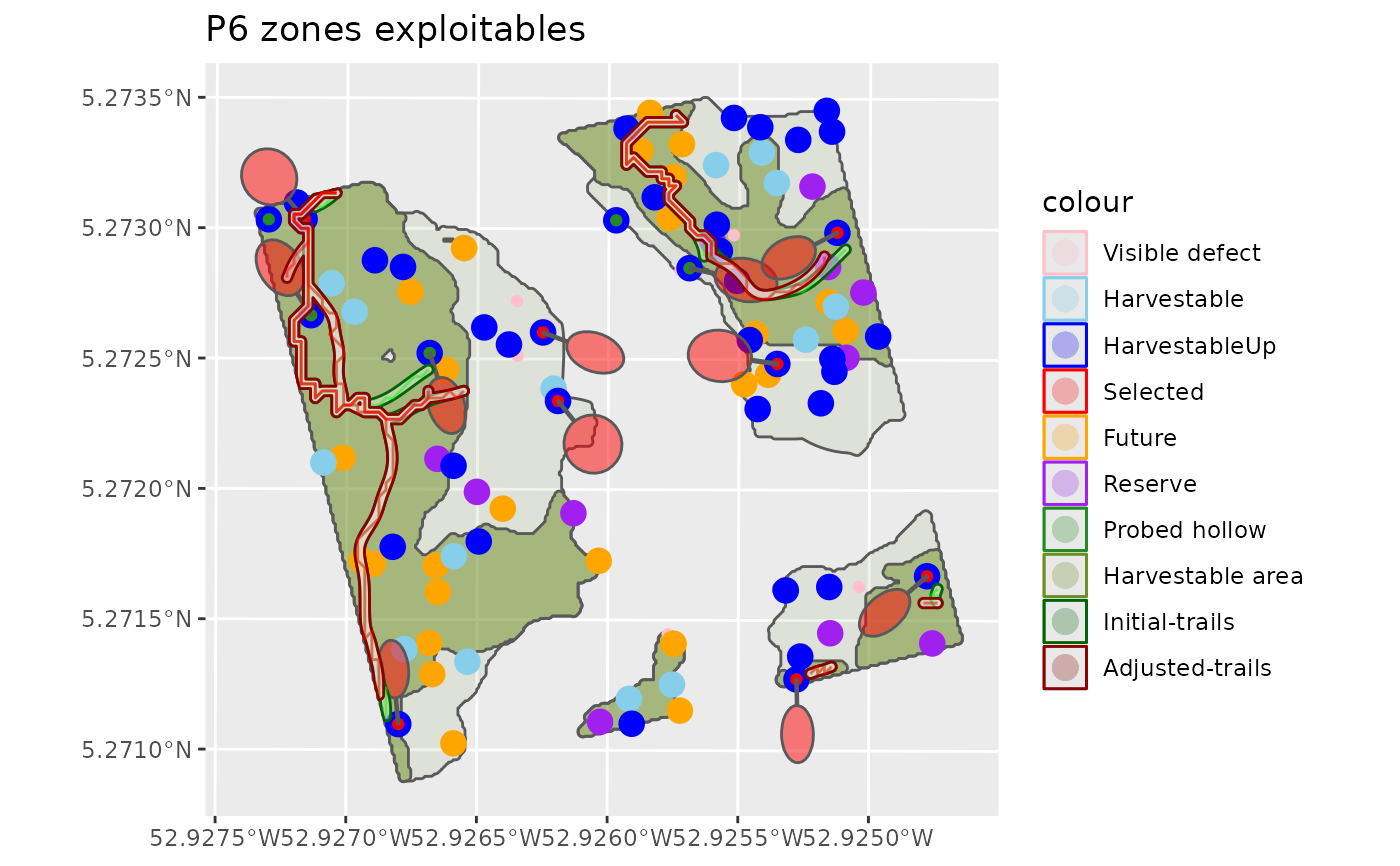 P6 zones exploitables
5.2735°N
5.2730°N
5.2725°N
5.2720°N
5.2715°N
5.2710°N
52.9275°W52.9270°W52.9265°W52.9260°W52.9255°W52.9250°W
colour
Visible defect
Harvestable
HarvestableUp
Selected
Future
Reserve
Probed hollow
Harvestable area
Initial-trails
Adjusted-trails